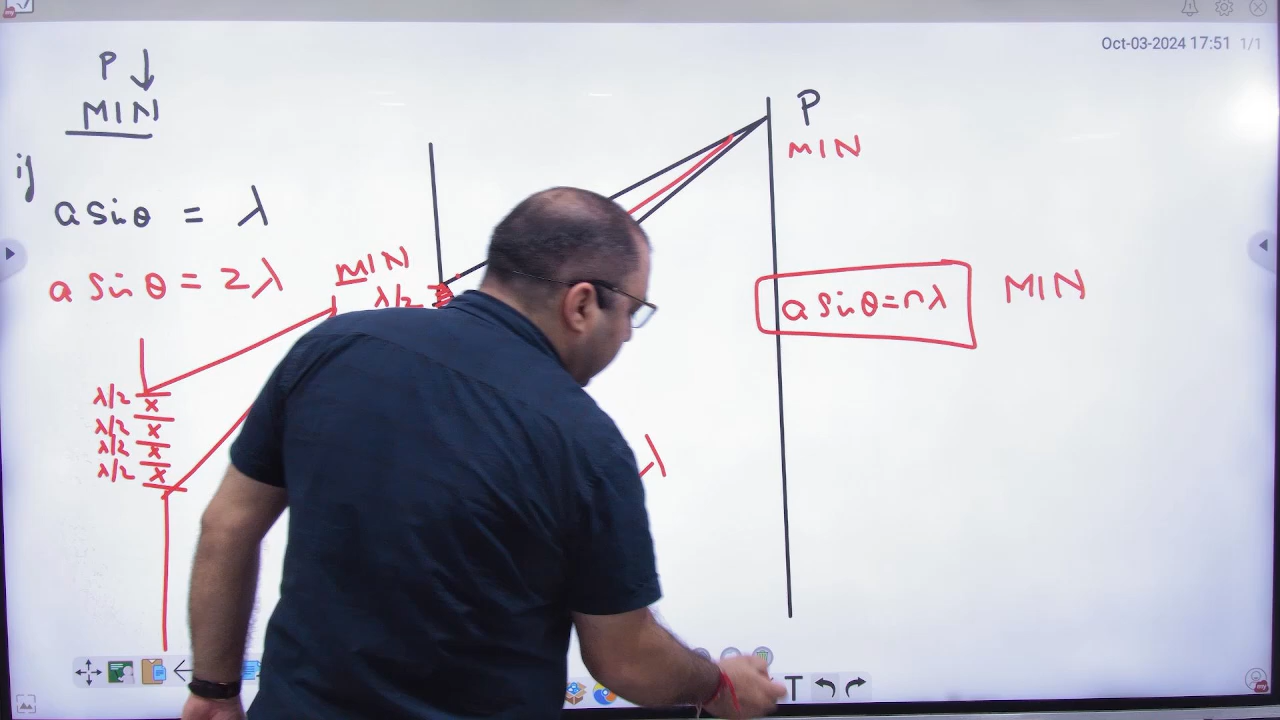 Oct-03-2024 17:51 1/1
P ↓
MIN
if
a sinθ = λ
a sinθ = 2λ
MIN
λ/2
λ/2 x
λ/2 x
λ/2 x
λ/2 x
P
MIN
a sinθ = nλ MIN
λ
T